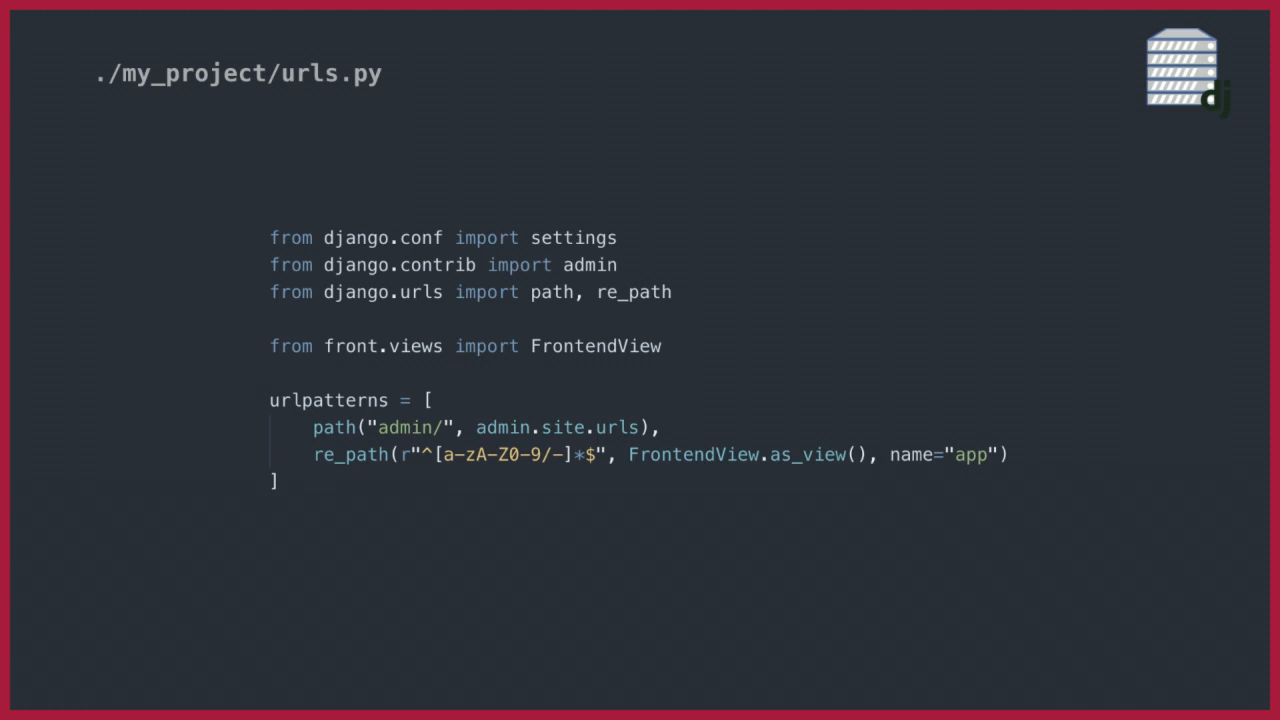 ./my_project/urls.py
dj
from django.conf import settings
from django.contrib import admin
from django.urls import path, re_path
from front.views import FrontendView
urlpatterns = [
    path("admin/", admin.site.urls),
    re_path(r"^[a-zA-Z0-9/-]*$", FrontendView.as_view(), name="app")
]